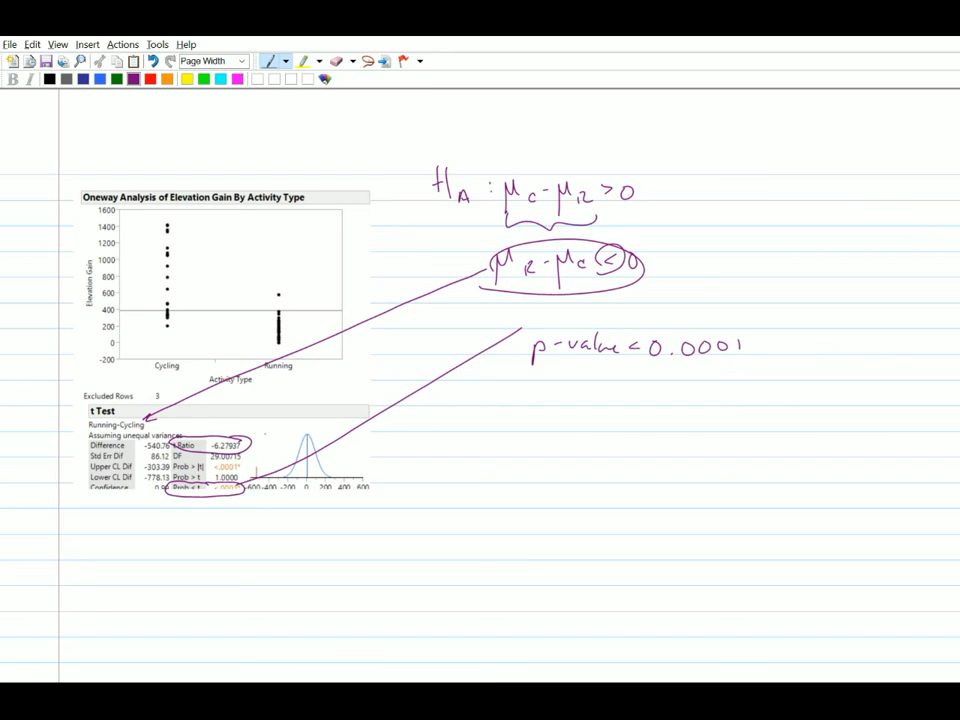 File Edit View Insert Actions Tools Help
Page Width
B I
H_A : μ_C - μ_R > 0
Oneway Analysis of Elevation Gain By Activity Type
1600
1400
1200
1000
800
600
400
200
0
-200
Elevation Gain
Cycling Running
Activity Type
μ_R - μ_C < 0
p-value < 0.0001
Excluded Rows 3
t Test
Running-Cycling
Assuming unequal variances
Difference -540.76 t Ratio -6.27937
Std Err Dif 86.12 DF 29.00715
Upper CL Dif -303.39 Prob > |t| <.0001*
Lower CL Dif -778.13 Prob > t 1.0000
Confidence Prob < t <.0001*
-600 -400 -200 0 200 400 600